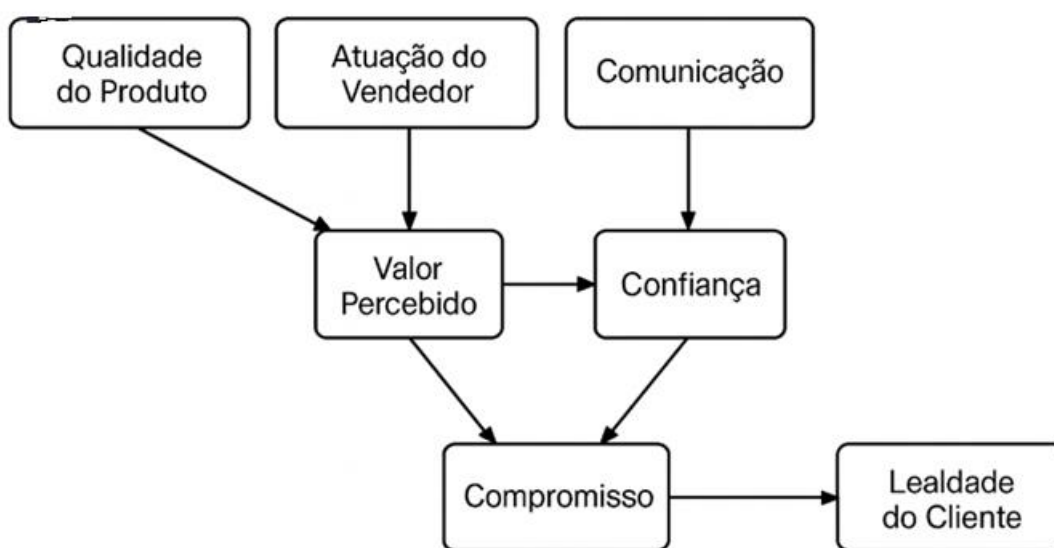 Qualidade
do Produto
Atuação do
Vendedor
Comunicação
Valor
Percebido
Confiança
Compromisso
Lealdade
do Cliente